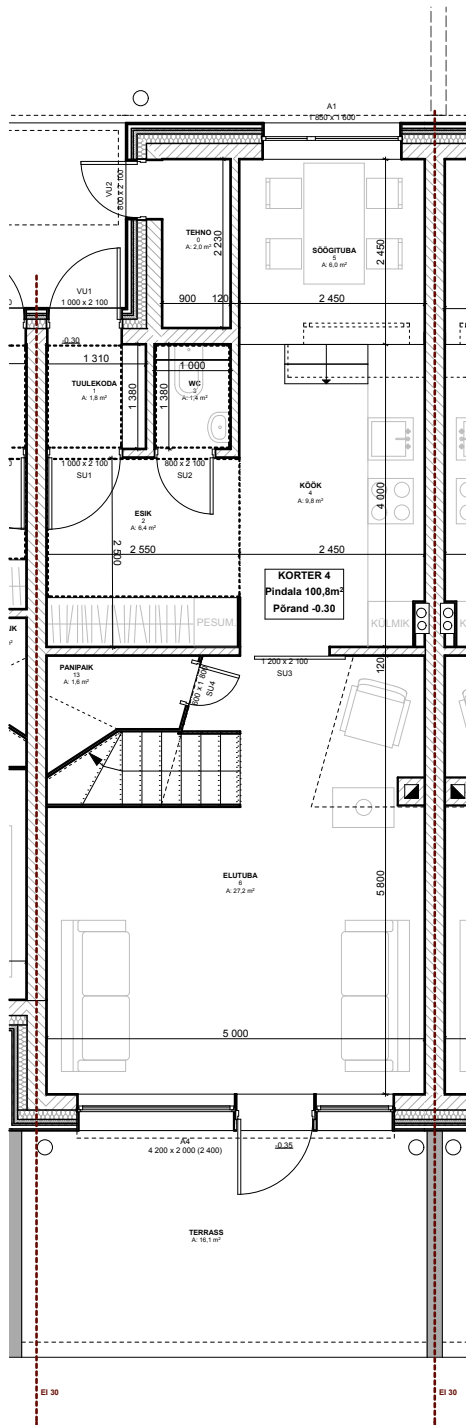 A1
1 850 x 1 600
VU2
800 x 2 100
TEHNO
0
A: 2,0 m²
2 230
SÖÖGITUBA
5
A: 6,0 m²
2 450
VU1
1 000 x 2 100
900
120
2 450
-0.30
1 310
1 000
TUULEKODA
1
A: 1,8 m²
1 380
1 380
WC
3
A: 1,4 m²
1 000 x 2 100
SU1
800 x 2 100
SU2
KÖÖK
4
A: 9,8 m²
4 000
ESIK
2
A: 6,4 m²
2 500
2 550
2 450
KORTER 4
Pindala 100,8m²
Põrand -0.30
PESUM.
KÜLMIK
PANIPAIK
13
A: 1,6 m²
600 x 1 800
SU4
1 200 x 2 100
SU3
120
ELUTUBA
6
A: 27,2 m²
5 800
5 000
A4
4 200 x 2 000 (2 400)
-0.35
TERRASS
A: 16,1 m²
EI 30
EI 30